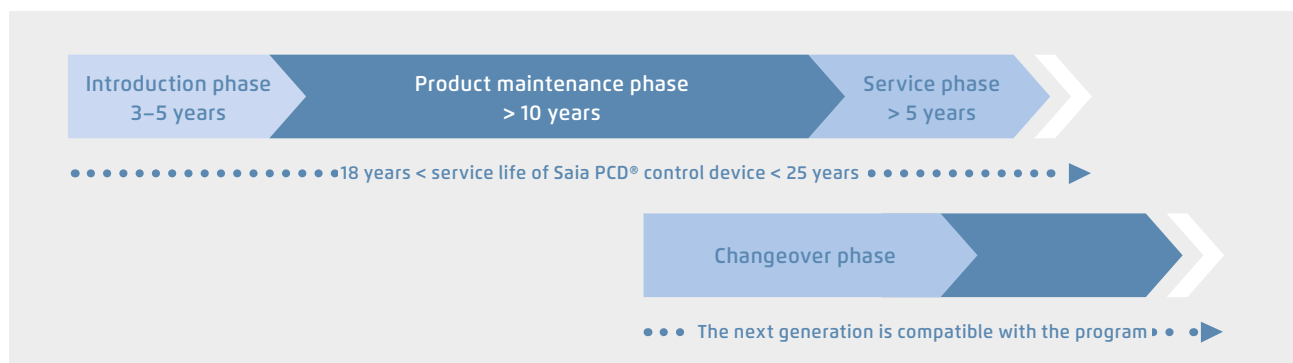 Introduction phase
3–5 years
Product maintenance phase
> 10 years
Service phase
> 5 years
18 years < service life of Saia PCD® control device < 25 years
Changeover phase
The next generation is compatible with the program